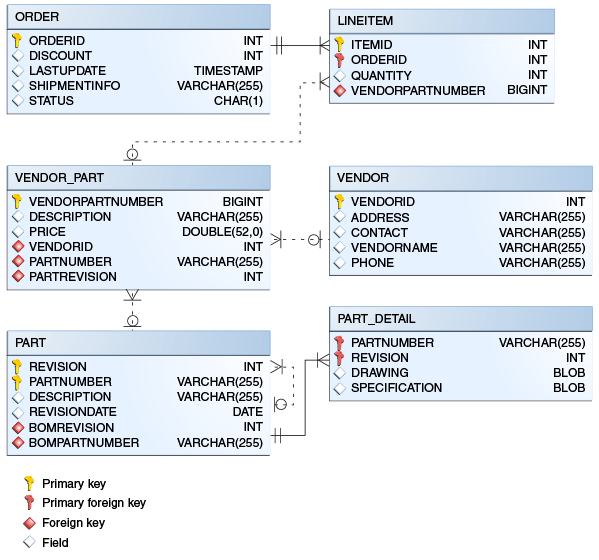 ORDER
ORDERID INT
DISCOUNT INT
LASTUPDATE TIMESTAMP
SHIPMENTINFO VARCHAR(255)
STATUS CHAR(1)
LINEITEM
ITEMID INT
ORDERID INT
QUANTITY INT
VENDORPARTNUMBER BIGINT
VENDOR_PART
VENDORPARTNUMBER BIGINT
DESCRIPTION VARCHAR(255)
PRICE DOUBLE(52,0)
VENDORID INT
PARTNUMBER VARCHAR(255)
PARTREVISION INT
VENDOR
VENDORID INT
ADDRESS VARCHAR(255)
CONTACT VARCHAR(255)
VENDORNAME VARCHAR(255)
PHONE VARCHAR(255)
PART
REVISION INT
PARTNUMBER VARCHAR(255)
DESCRIPTION VARCHAR(255)
REVISIONDATE DATE
BOMREVISION INT
BOMPARTNUMBER VARCHAR(255)
PART_DETAIL
PARTNUMBER VARCHAR(255)
REVISION INT
DRAWING BLOB
SPECIFICATION BLOB
Primary key
Primary foreign key
Foreign key
Field